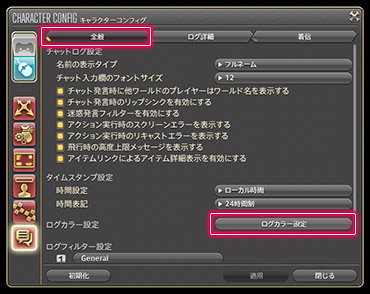 CHARACTER CONFIG キャラクターコンフィグ
全般 ログ詳細 着信
チャットログ設定
名前の表示タイプ フルネーム
チャット入力欄のフォントサイズ 12
チャット発言時に他ワールドのプレイヤーはワールド名を表示する
チャット発言時のリップシンクを有効にする
迷惑発言フィルターを有効にする
アクション実行時のスクリーンエラーを表示する
アクション実行時のリキャストエラーを表示する
飛行時の高度上限メッセージを表示する
アイテムリンクによるアイテム詳細表示を有効にする
タイムスタンプ設定
時間設定 ローカル時間
時間表記 24時間制
ログカラー設定 ログカラー設定
ログフィルター設定
1 General
初期化 適用 閉じる